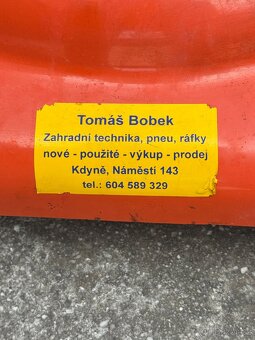 Tomáš Bobek
Zahradní technika, pneu, ráfky
nové - použité - výkup - prodej
Kdyně, Náměstí 143
tel.: 604 589 329